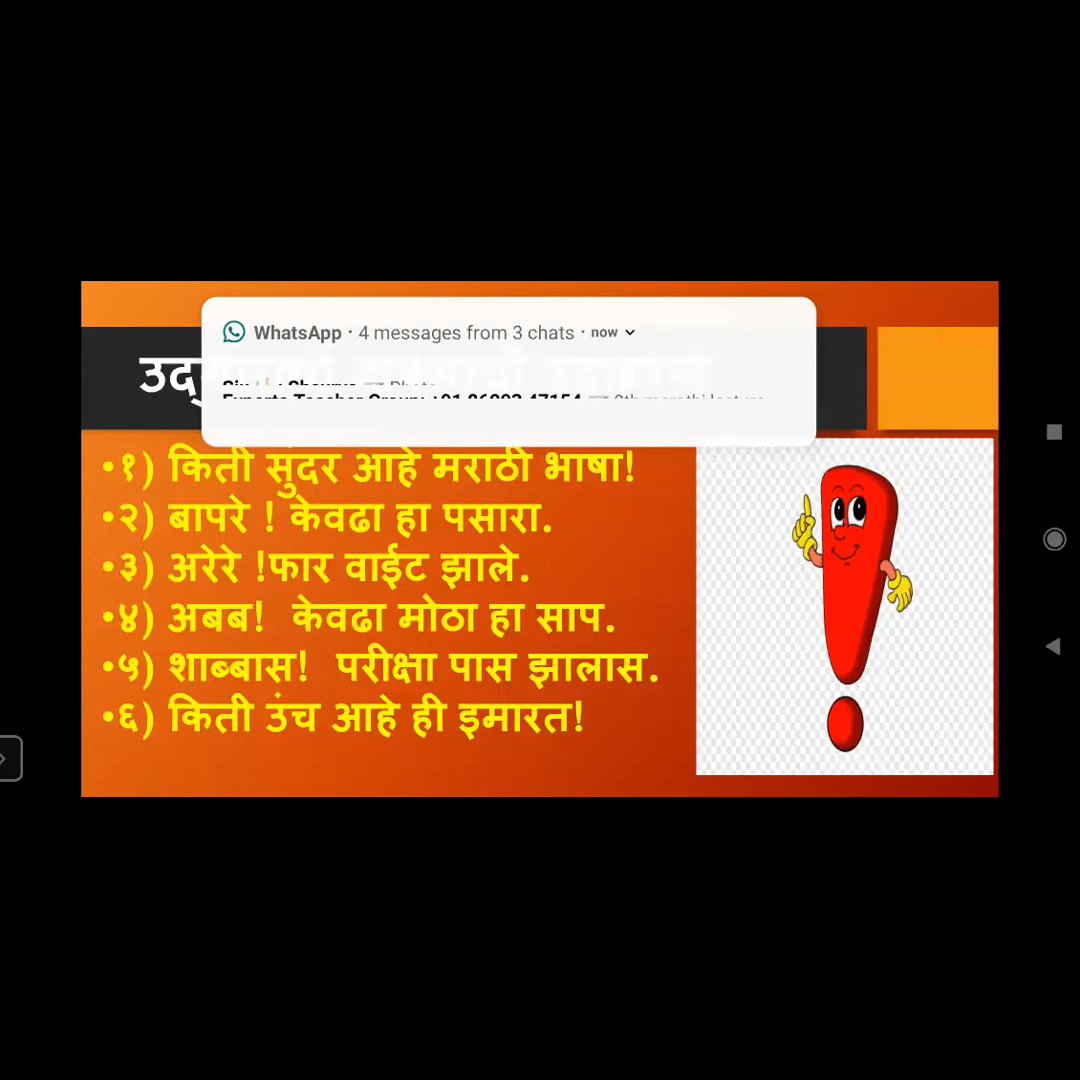 WhatsApp · 4 messages from 3 chats · now
•१) किती सुंदर आहे मराठी भाषा!
•२) बापरे ! केवढा हा पसारा.
•३) अरेरे !फार वाईट झाले.
•४) अबब! केवढा मोठा हा साप.
•५) शाब्बास! परीक्षा पास झालास.
•६) किती उंच आहे ही इमारत!